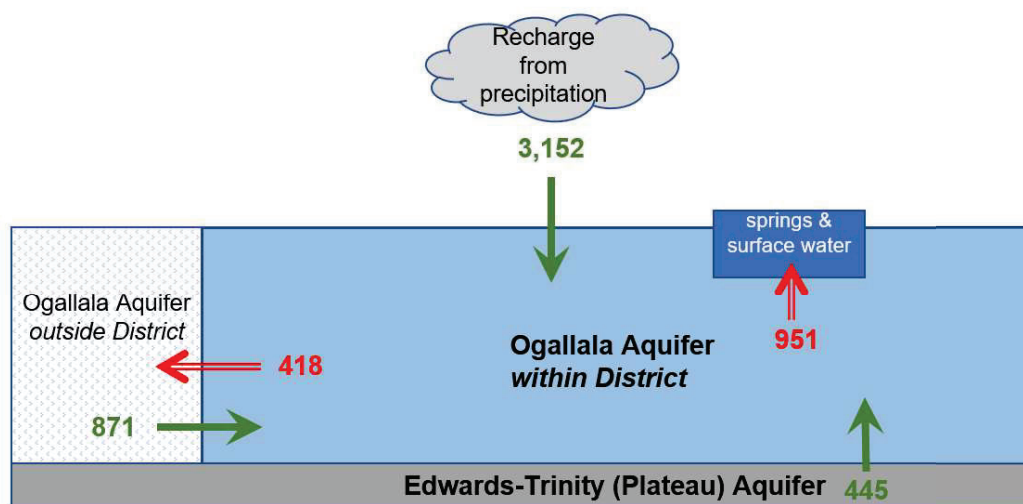 Recharge
from
precipitation
3,152
springs &
surface water
Ogallala Aquifer
outside District
Ogallala Aquifer
within District
951
418
871
Edwards-Trinity (Plateau) Aquifer 445